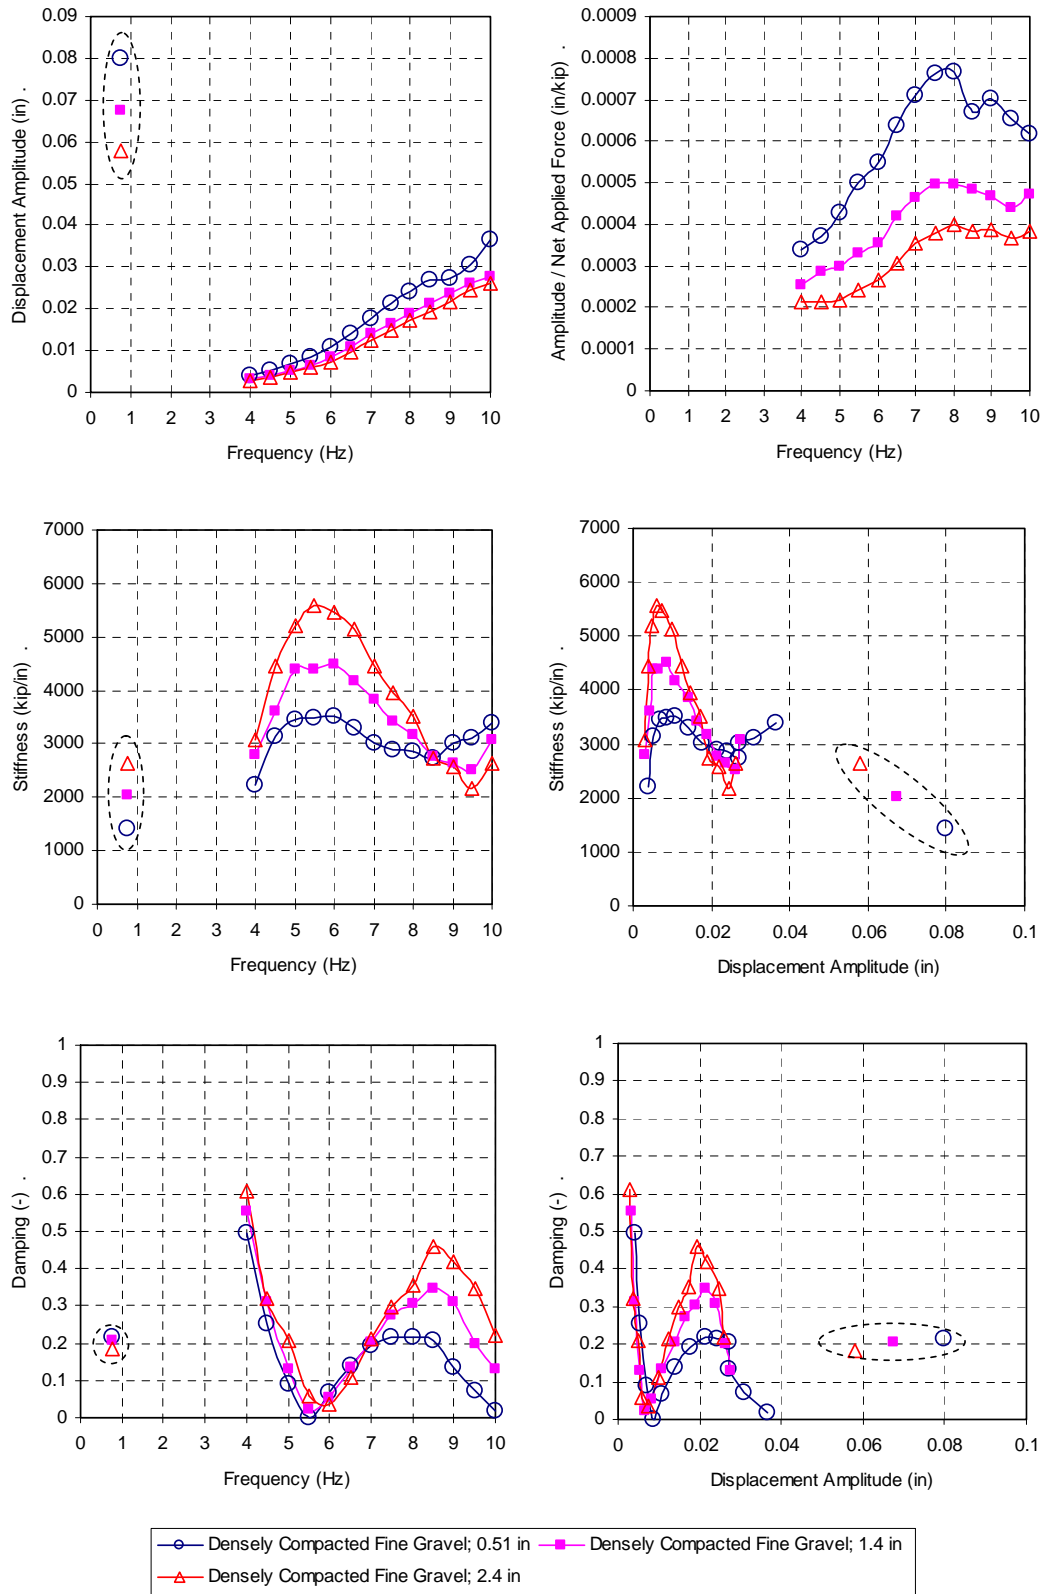 0.09
0.08
0.07
0.06
0.05
0.04
0.03
0.02
0.01
0
Displacement Amplitude (in) .
0 1 2 3 4 5 6 7 8 9 10
Frequency (Hz)
0.0009
0.0008
0.0007
0.0006
0.0005
0.0004
0.0003
0.0002
0.0001
0
Amplitude / Net Applied Force (in/kip) .
0 1 2 3 4 5 6 7 8 9 10
Frequency (Hz)
7000
6000
5000
4000
3000
2000
1000
0
Stiffness (kip/in) .
0 1 2 3 4 5 6 7 8 9 10
Frequency (Hz)
7000
6000
5000
4000
3000
2000
1000
0
Stiffness (kip/in) .
0 0.02 0.04 0.06 0.08 0.1
Displacement Amplitude (in)
1
0.9
0.8
0.7
0.6
0.5
0.4
0.3
0.2
0.1
0
Damping (-) .
0 1 2 3 4 5 6 7 8 9 10
Frequency (Hz)
1
0.9
0.8
0.7
0.6
0.5
0.4
0.3
0.2
0.1
0
Damping (-) .
0 0.02 0.04 0.06 0.08 0.1
Displacement Amplitude (in)
Densely Compacted Fine Gravel; 0.51 in Densely Compacted Fine Gravel; 1.4 in
Densely Compacted Fine Gravel; 2.4 in